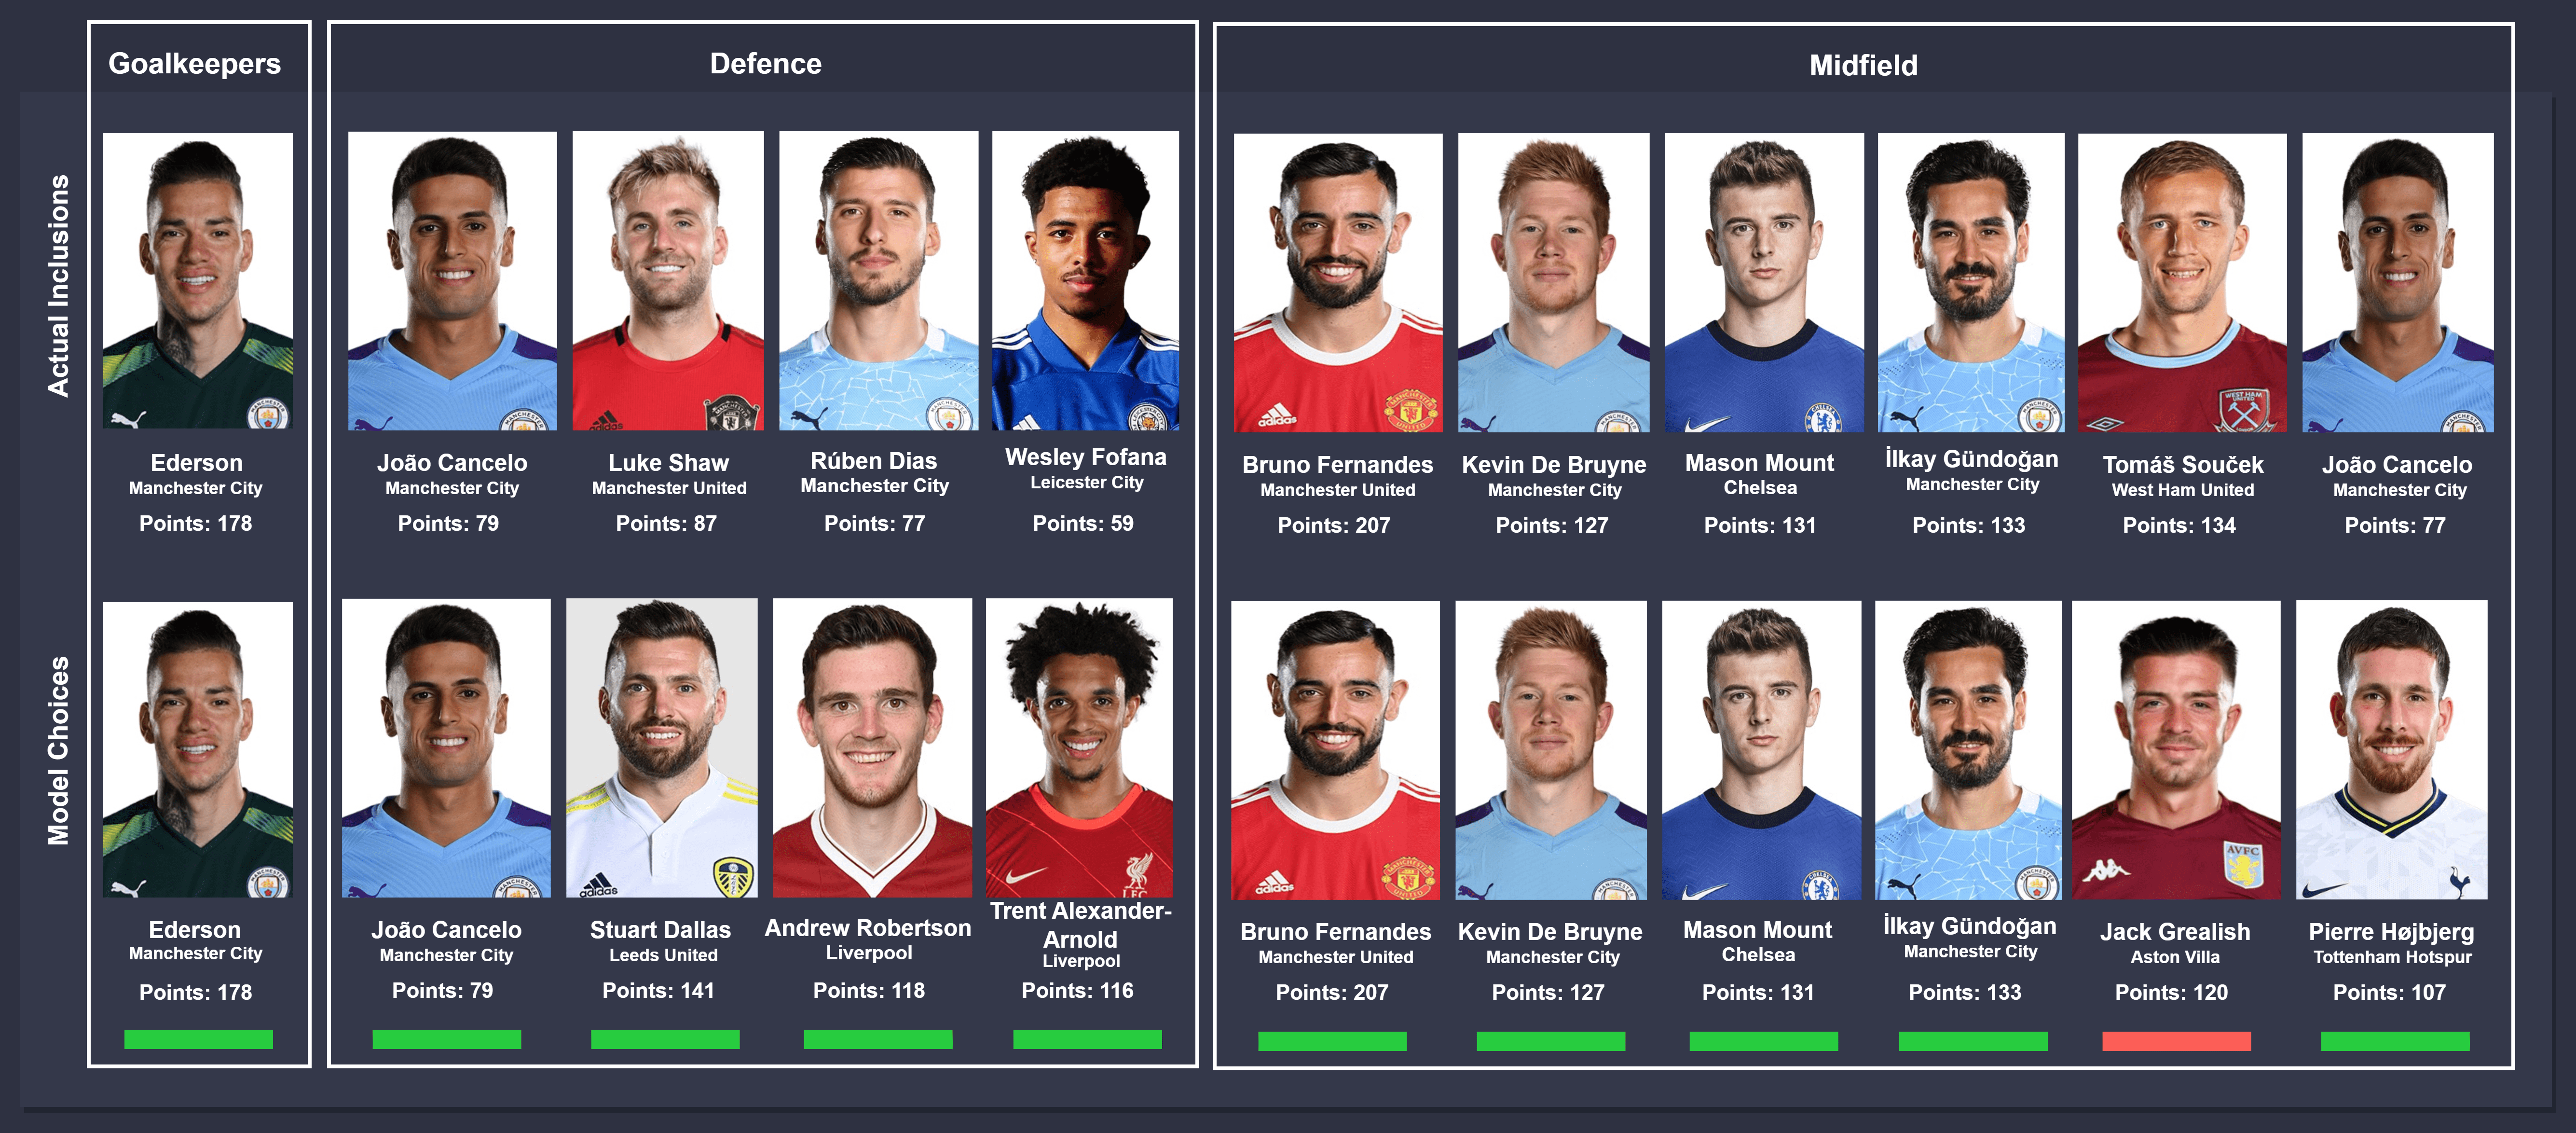 Goalkeepers
Defence
Midfield
Actual Inclusions
Ederson
Manchester City
Points: 178
João Cancelo
Manchester City
Points: 79
Luke Shaw
Manchester United
Points: 87
Rúben Dias
Manchester City
Points: 77
Wesley Fofana
Leicester City
Points: 59
Bruno Fernandes
Manchester United
Points: 207
Kevin De Bruyne
Manchester City
Points: 127
Mason Mount
Chelsea
Points: 131
İlkay Gündoğan
Manchester City
Points: 133
Tomáš Souček
West Ham United
Points: 134
João Cancelo
Manchester City
Points: 77
Model Choices
Ederson
Manchester City
Points: 178
João Cancelo
Manchester City
Points: 79
Stuart Dallas
Leeds United
Points: 141
Andrew Robertson
Liverpool
Points: 118
Trent Alexander-
Arnold
Liverpool
Points: 116
Bruno Fernandes
Manchester United
Points: 207
Kevin De Bruyne
Manchester City
Points: 127
Mason Mount
Chelsea
Points: 131
İlkay Gündoğan
Manchester City
Points: 133
Jack Grealish
Aston Villa
Points: 120
Pierre Højbjerg
Tottenham Hotspur
Points: 107